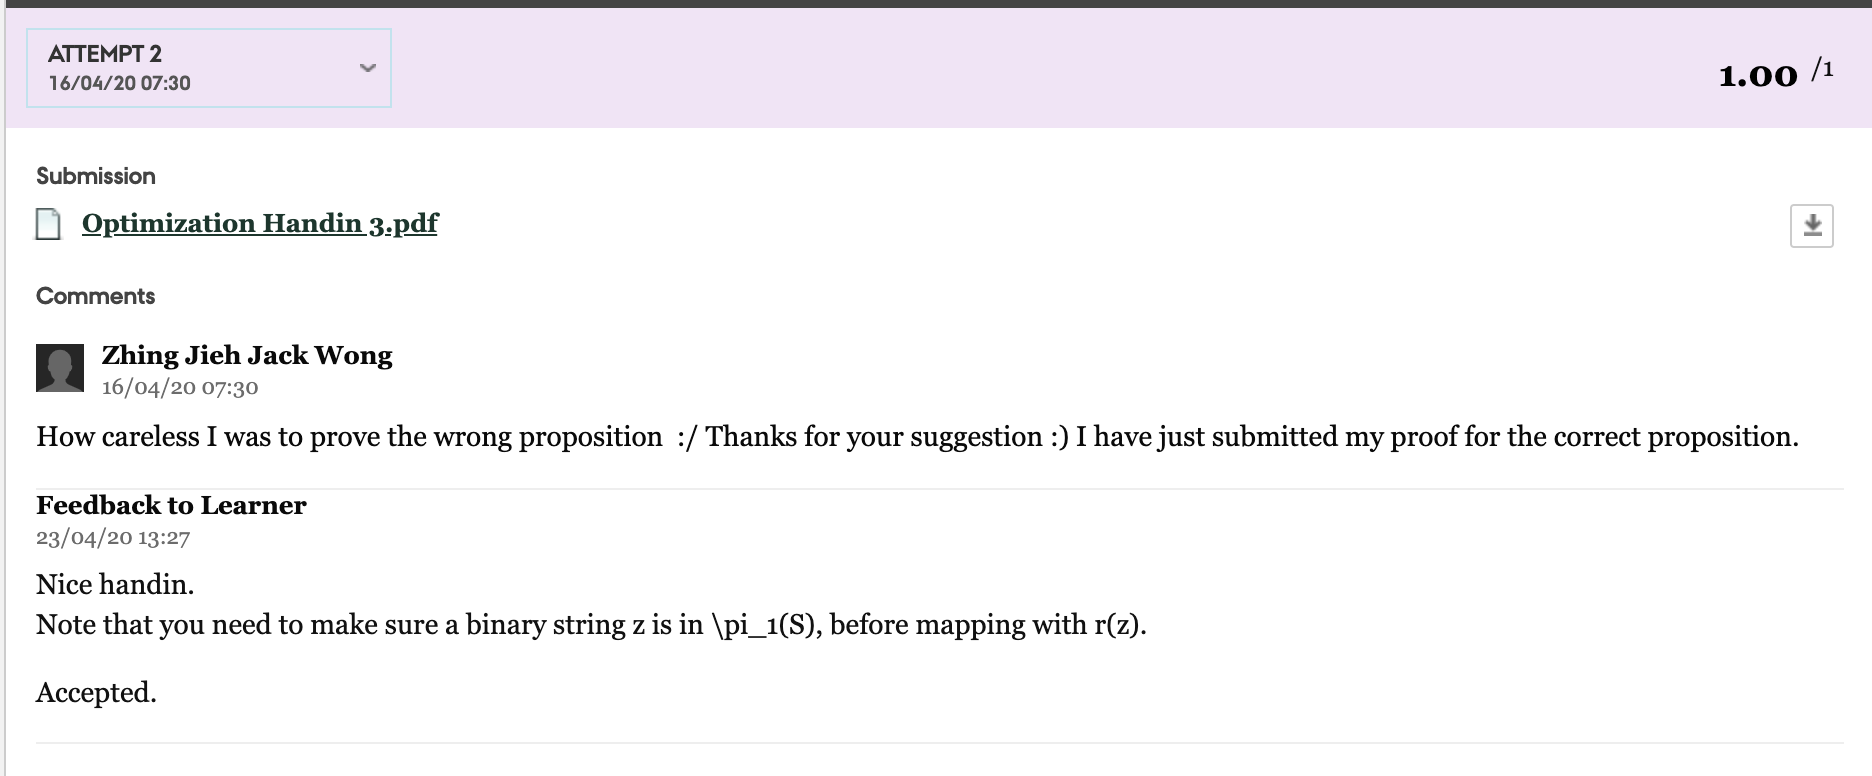 ATTEMPT 2
16/04/20 07:30
1.00 /1
Submission
Optimization Handin 3.pdf
Comments
Zhing Jieh Jack Wong
16/04/20 07:30
How careless I was to prove the wrong proposition  :/ Thanks for your suggestion :) I have just submitted my proof for the correct proposition.
Feedback to Learner
23/04/20 13:27
Nice handin.
Note that you need to make sure a binary string z is in \pi_1(S), before mapping with r(z).
Accepted.